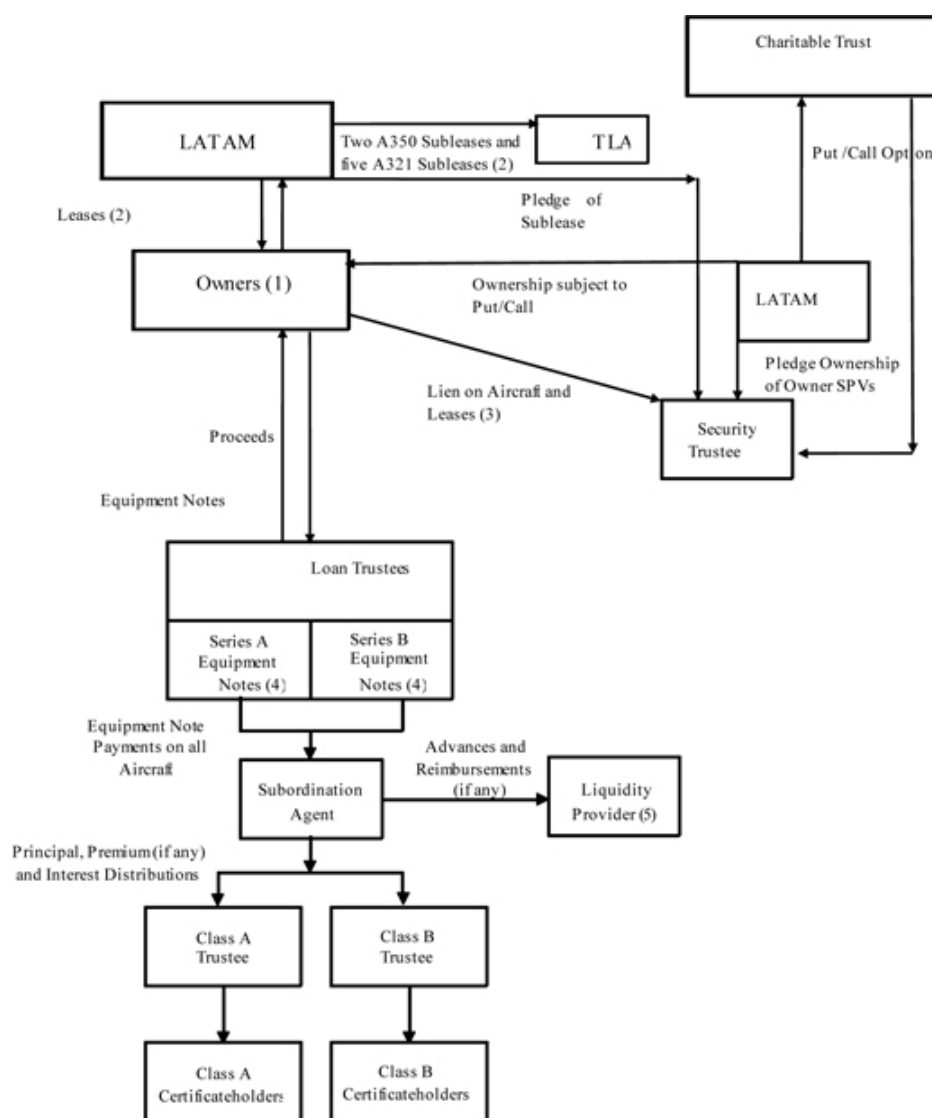 Charitable Trust
LATAM
Two A350 Subleases and
five A321 Subleases (2)
TLA
Put /Call Option
Leases (2)
Pledge of
Sublease
Owners (1)
Ownership subject to
Put/Call
LATAM
Pledge Ownership
of Owner SPVs
Lien on Aircraft and
Leases (3)
Security
Trustee
Proceeds
Equipment Notes
Loan Trustees
Series A
Equipment
Notes (4)
Series B
Equipment
Notes (4)
Equipment Note
Payments on all
Aircraft
Subordination
Agent
Advances and
Reimbursements
(if any)
Liquidity
Provider (5)
Principal, Premium (if any)
and Interest Distributions
Class A
Trustee
Class B
Trustee
Class A
Certificateholders
Class B
Certificateholders